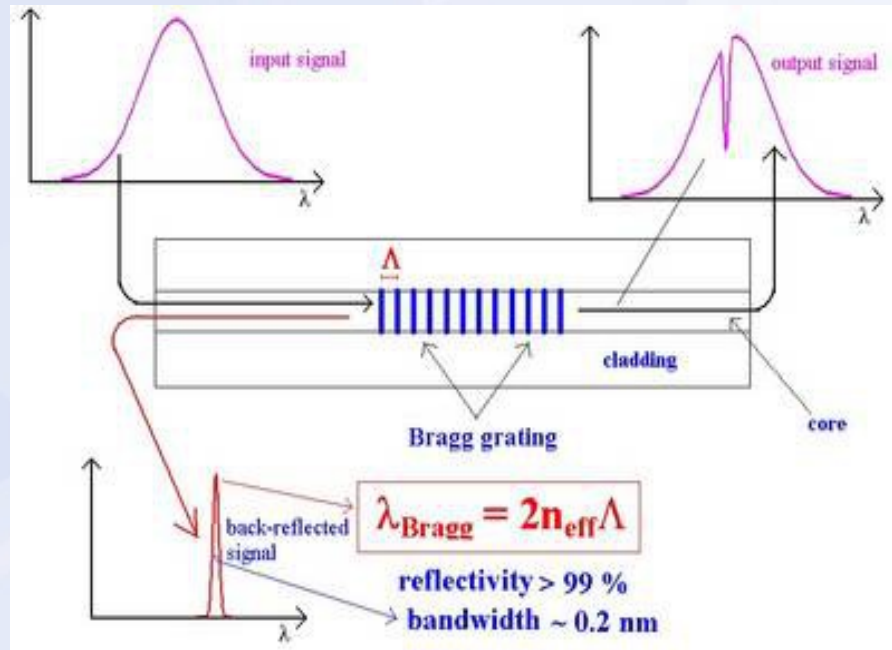 input signal
λ
output signal
λ
Λ
cladding
core
Bragg grating
back-reflected
signal
λ
λBragg = 2neffΛ
reflectivity > 99 %
bandwidth ~ 0.2 nm